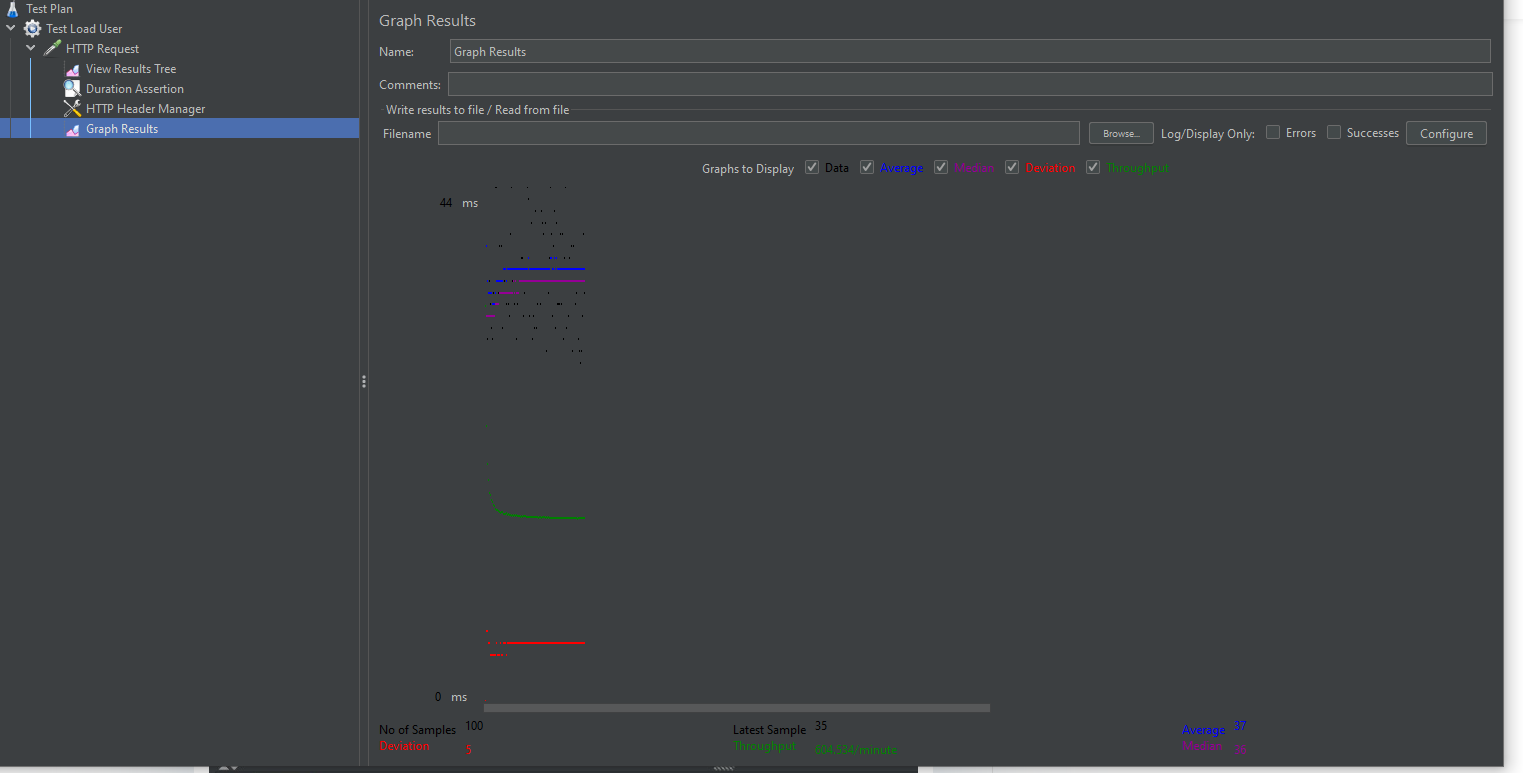 Test Plan
Test Load User
HTTP Request
View Results Tree
Duration Assertion
HTTP Header Manager
Graph Results
Graph Results
Name: Graph Results
Comments:
Write results to file / Read from file
Filename Browse... Log/Display Only: Errors Successes Configure
Graphs to Display Data Average Median Deviation Throughput
44 ms
0 ms
No of Samples 100 Latest Sample 35 Average 37
Deviation 5 Throughput 604.534/minute Median